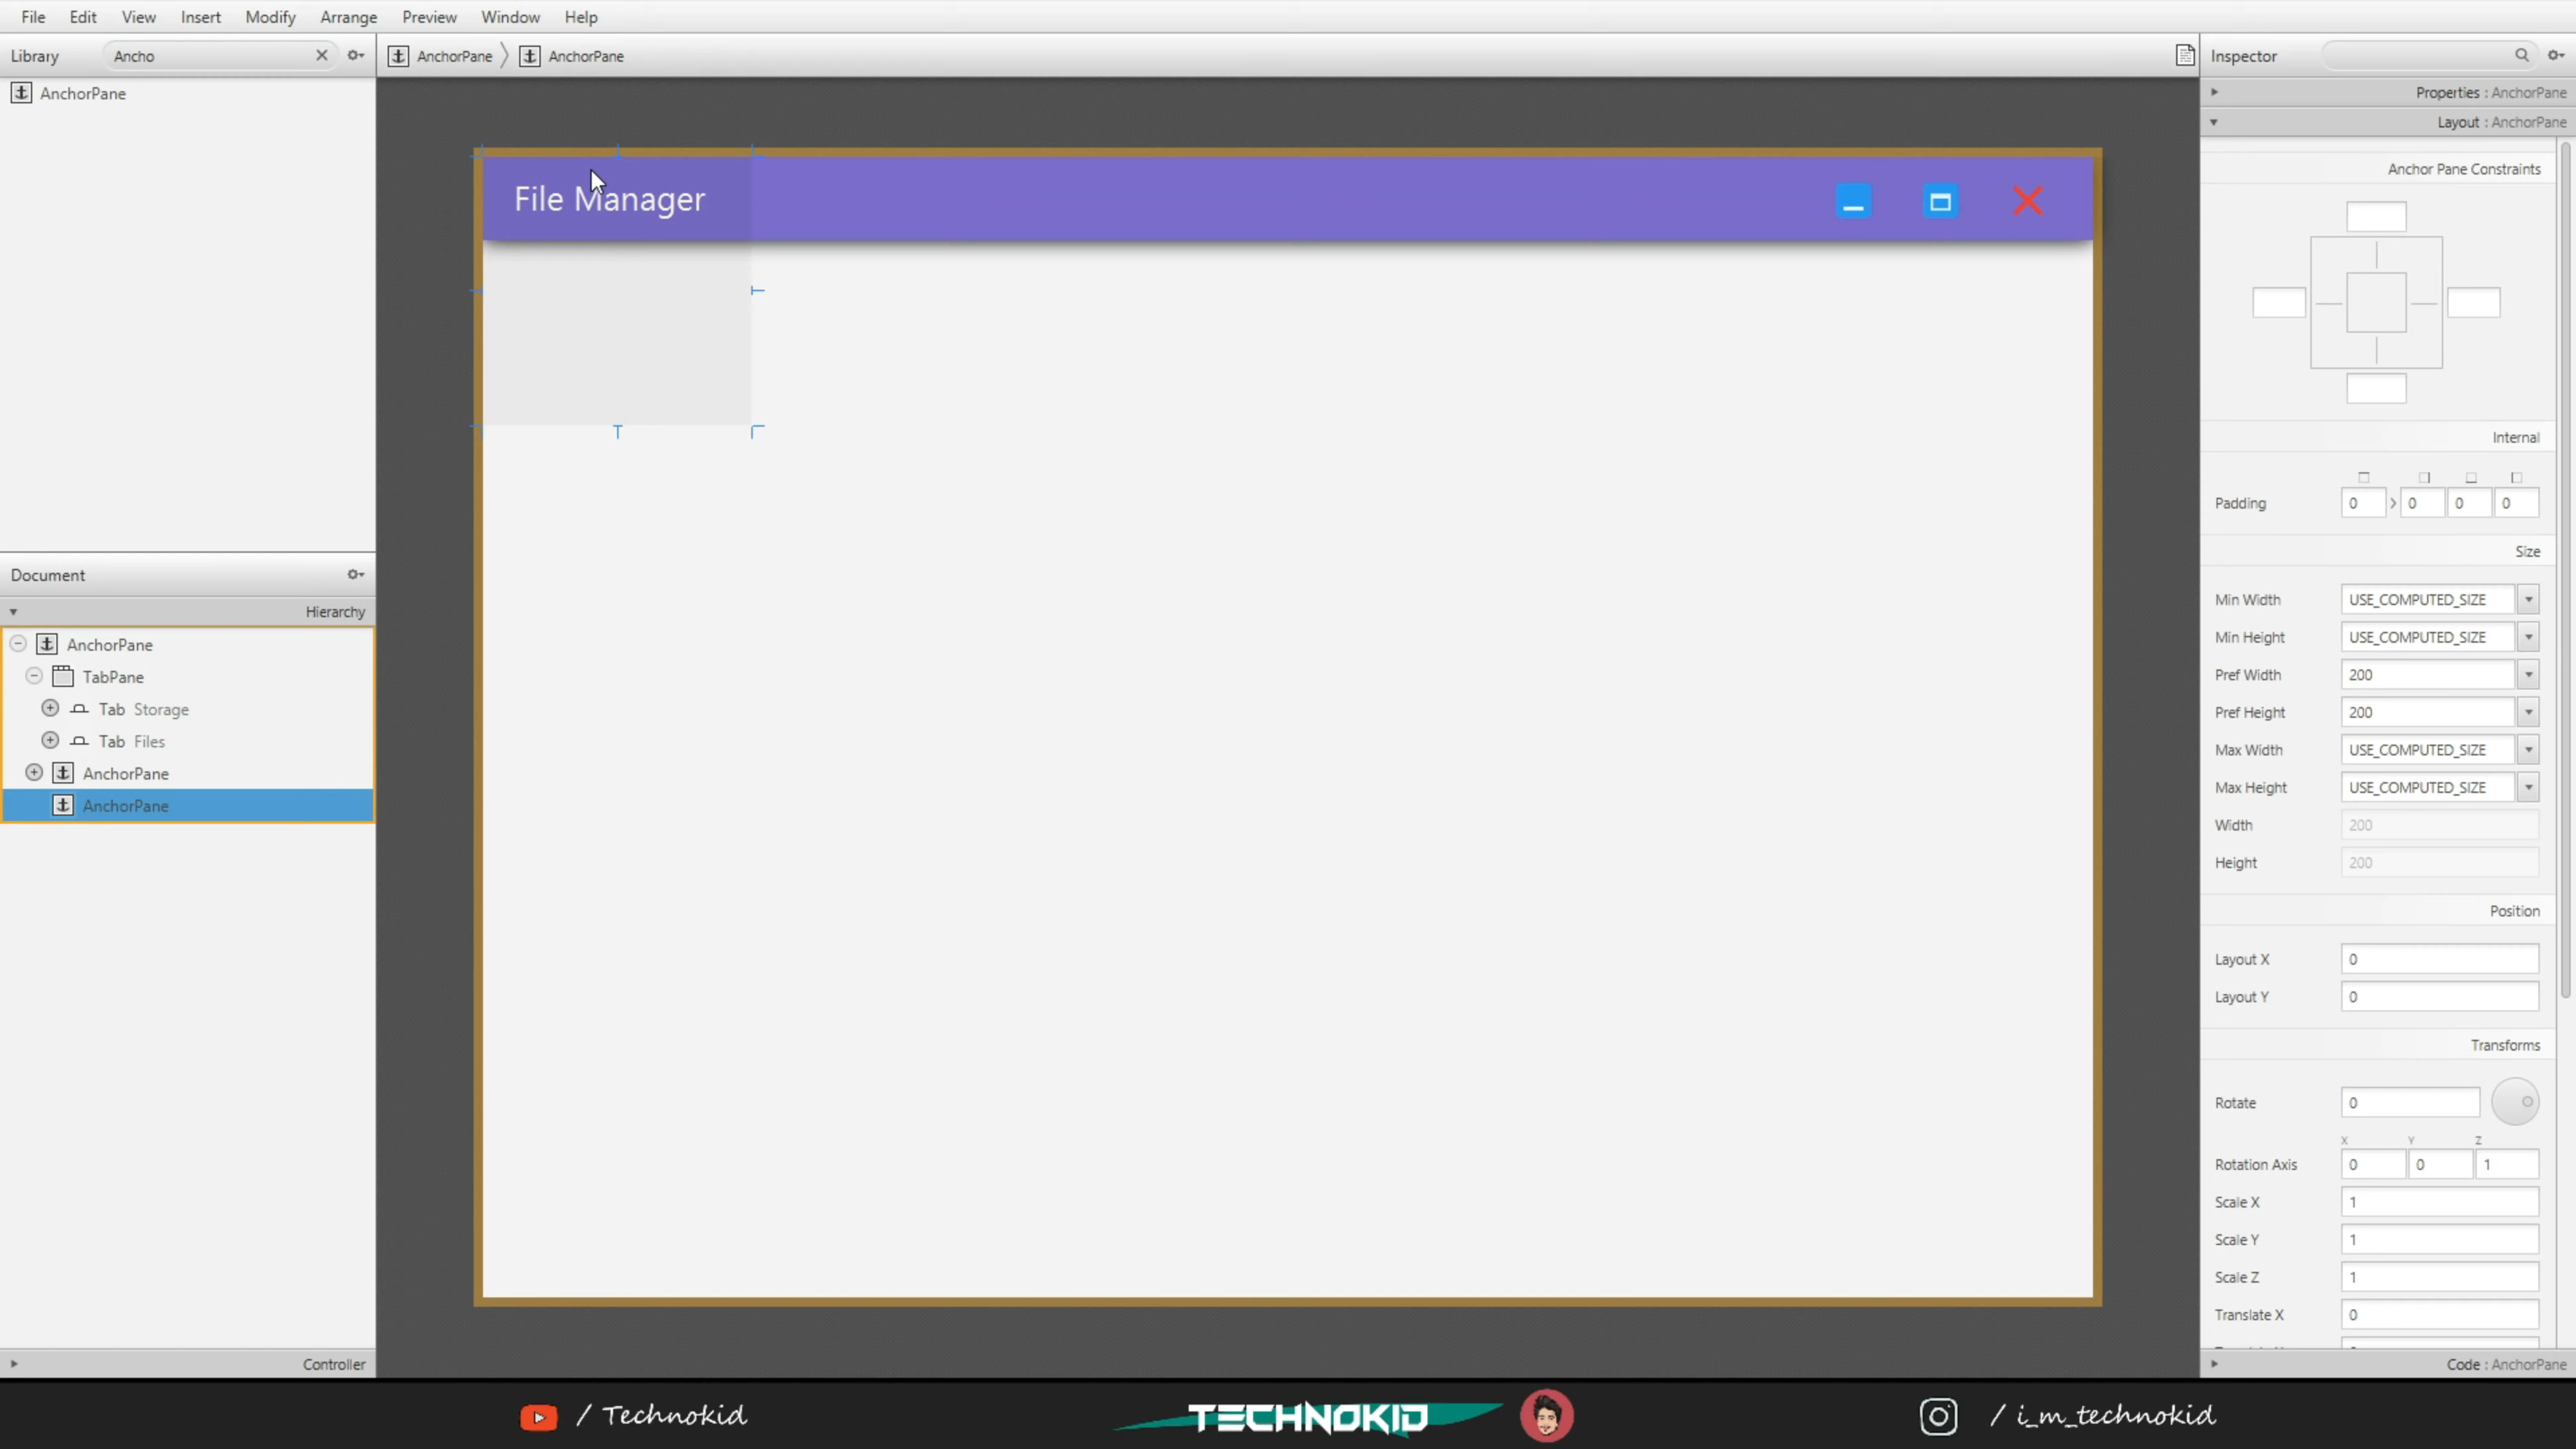 File Edit View Insert Modify Arrange Preview Window Help
Library Ancho
AnchorPane AnchorPane
Inspector
AnchorPane
Properties : AnchorPane
Layout : AnchorPane
File Manager
Anchor Pane Constraints
Internal
Padding 0 0 0 0
Size
Document
Hierarchy
AnchorPane
TabPane
Tab Storage
Tab Files
AnchorPane
AnchorPane
Controller
Min Width USE_COMPUTED_SIZE
Min Height USE_COMPUTED_SIZE
Pref Width 200
Pref Height 200
Max Width USE_COMPUTED_SIZE
Max Height USE_COMPUTED_SIZE
Width 200
Height 200
Position
Layout X 0
Layout Y 0
Transforms
Rotate 0
X Y Z
Rotation Axis 0 0 1
Scale X 1
Scale Y 1
Scale Z 1
Translate X 0
Code : AnchorPane
/ Technokid
TECHNOKID
/ i_m_technokid